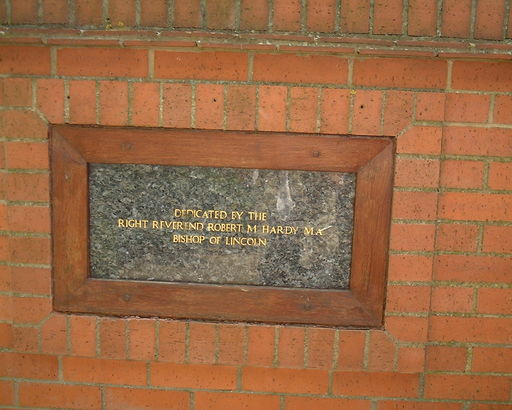 DEDICATED BY THE
RIGHT REVEREND ROBERT M HARDY MA
BISHOP OF LINCOLN